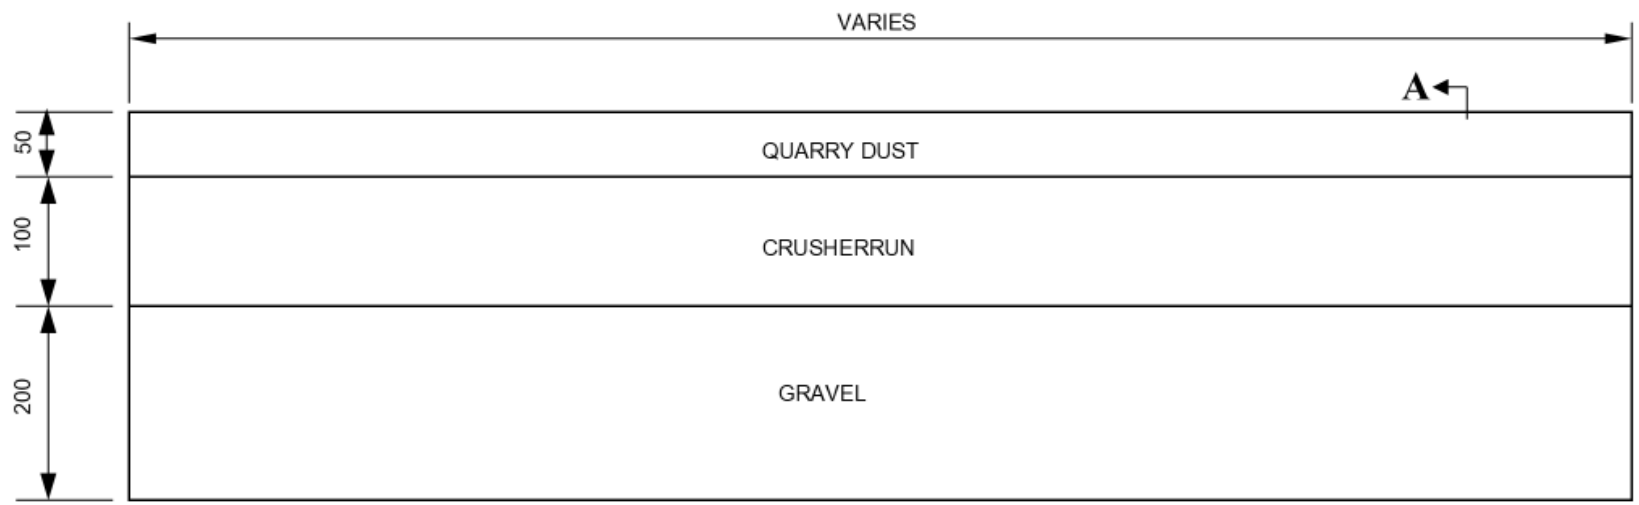 VARIES
A
50
QUARRY DUST
100
CRUSHERRUN
200
GRAVEL